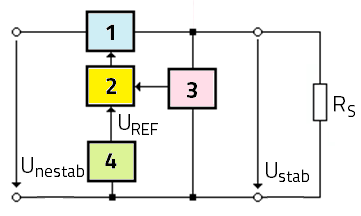 1
2
3
U_REF
R_S
4
U_nestab
U_stab